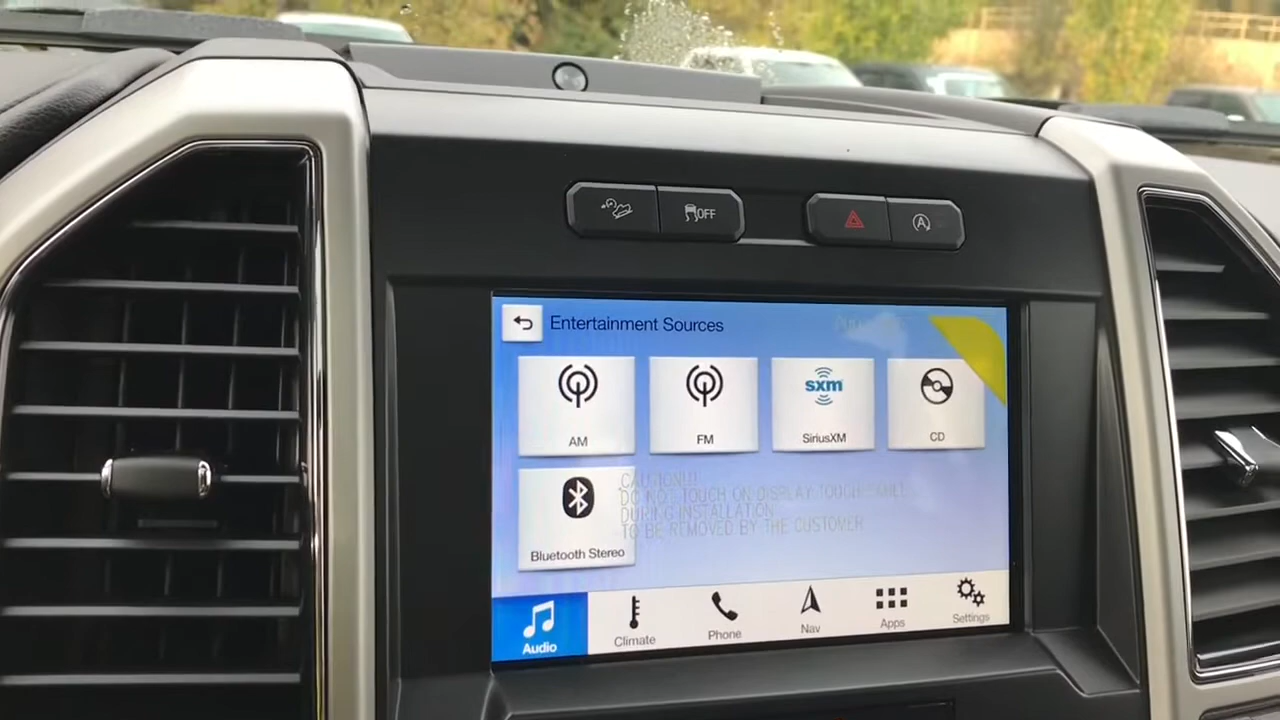 OFF
Entertainment Sources
AM
FM
sxm
SiriusXM
CD
CAUTION!!
DO NOT TOUCH ON DISPLAY TOUCH
DURING INSTALLATION
TO BE REMOVED BY THE CUSTOMER
Bluetooth Stereo
Audio
Climate
Phone
Nav
Apps
Settings